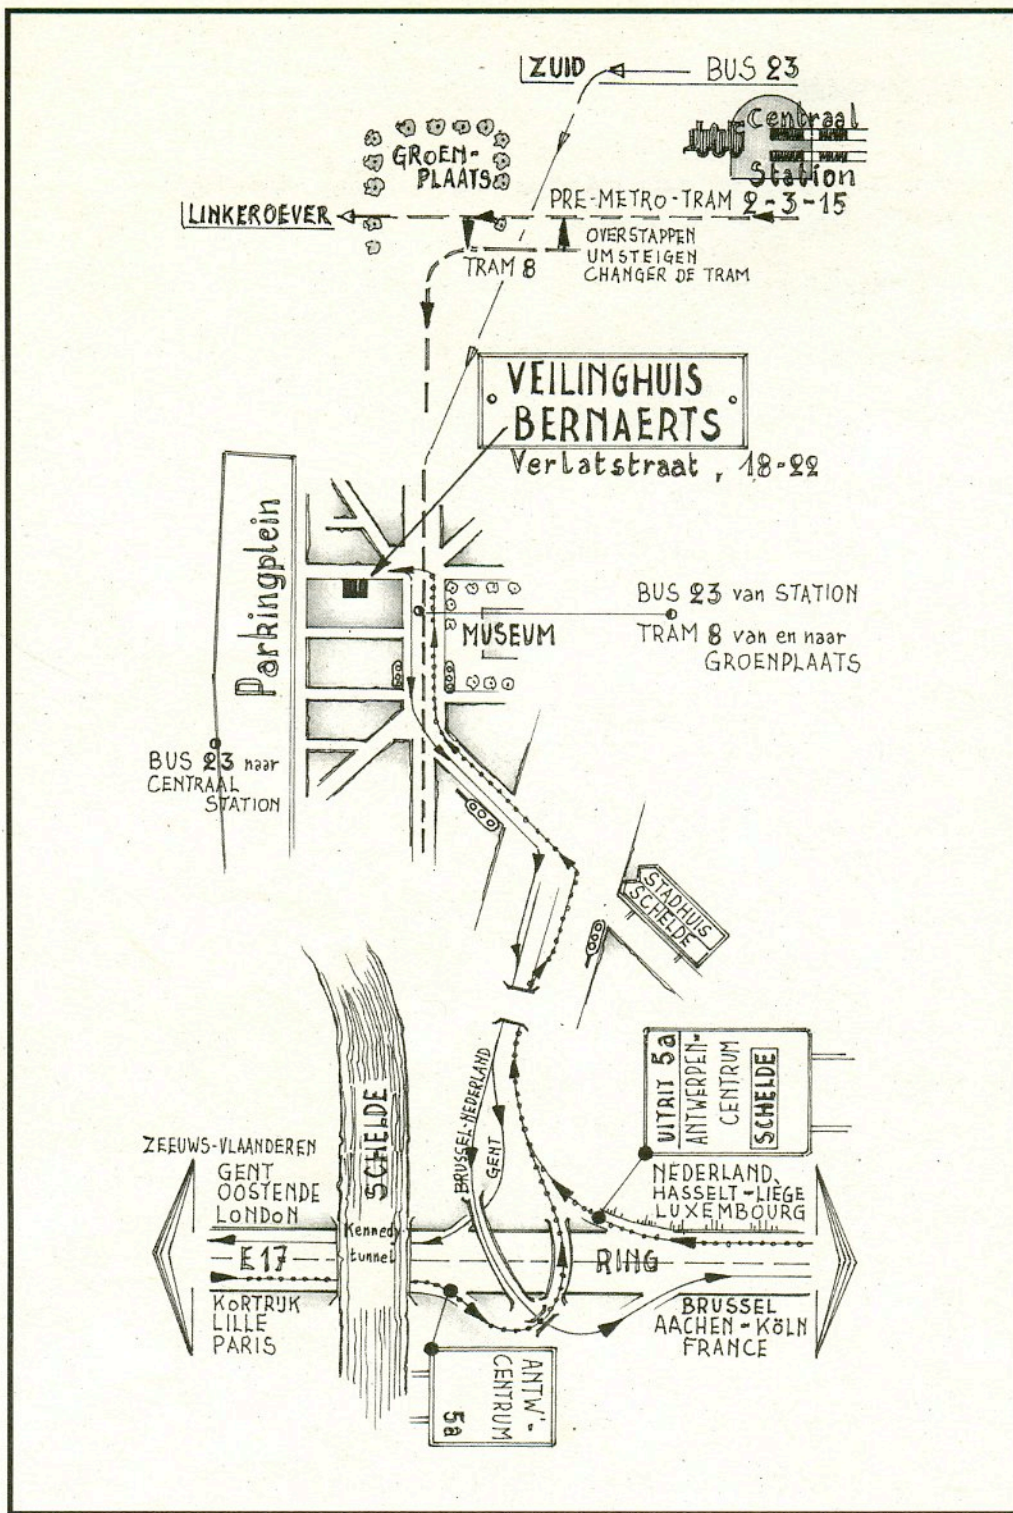 ZUID
BUS 23
Centraal
Station
GROEN-
PLAATS
LINKEROEVER
PRE-METRO-TRAM 2-3-15
OVERSTAPPEN
UMSTEIGEN
CHANGER DE TRAM
TRAM 8
VEILINGHUIS
BERNAERTS
Verlatstraat, 18-22
Parkingplein
BUS 23 van STATION
MUSEUM
TRAM 8 van en naar
GROENPLAATS
BUS 23 naar
CENTRAAL
STATION
STADHUIS
SCHELDE
SCHELDE
BRUSSEL-NEDERLAND
GENT
UITRIT 5a
ANTWERPEN-
CENTRUM
SCHELDE
ZEEUWS-VLAANDEREN
GENT
OOSTENDE
LONDON
NEDERLAND,
HASSELT-LIÈGE
LUXEMBOURG
Kennedy
tunnel
E17
RING
KORTRIJK
LILLE
PARIS
BRUSSEL
AACHEN-KÖLN
FRANCE
ANTW'-
CENTRUM
5a